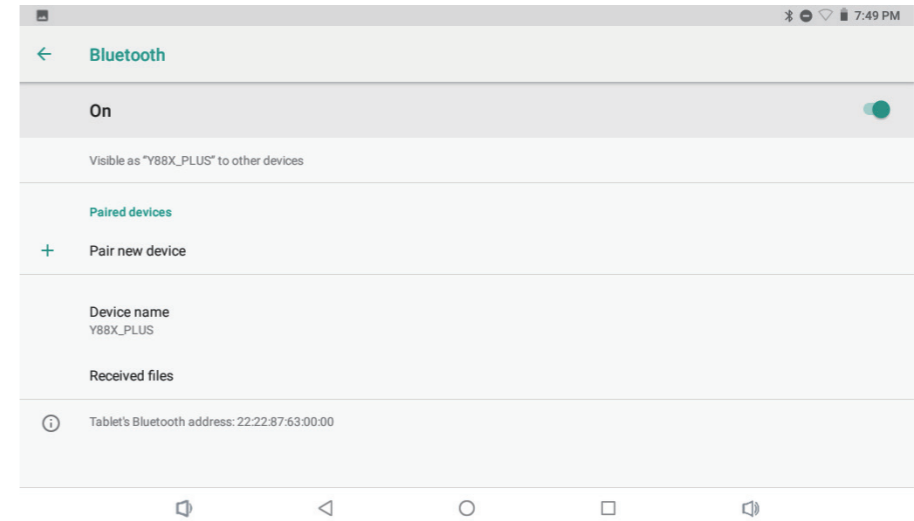 7:49 PM
Bluetooth
On
Visible as "Y88X_PLUS" to other devices
Paired devices
Pair new device
Device name
Y88X_PLUS
Received files
Tablet's Bluetooth address: 22:22:87:63:00:00